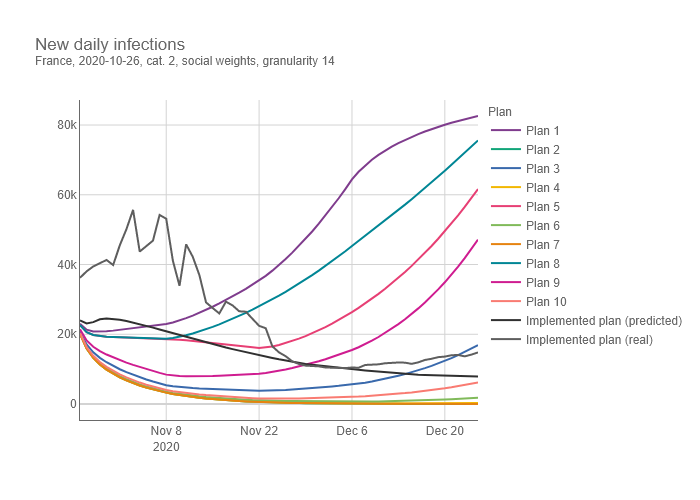 New daily infections
France, 2020-10-26, cat. 2, social weights, granularity 14
Plan
80k
60k
40k
20k
0
Nov 8
2020
Nov 22
Dec 6
Dec 20
Plan 1
Plan 2
Plan 3
Plan 4
Plan 5
Plan 6
Plan 7
Plan 8
Plan 9
Plan 10
Implemented plan (predicted)
Implemented plan (real)